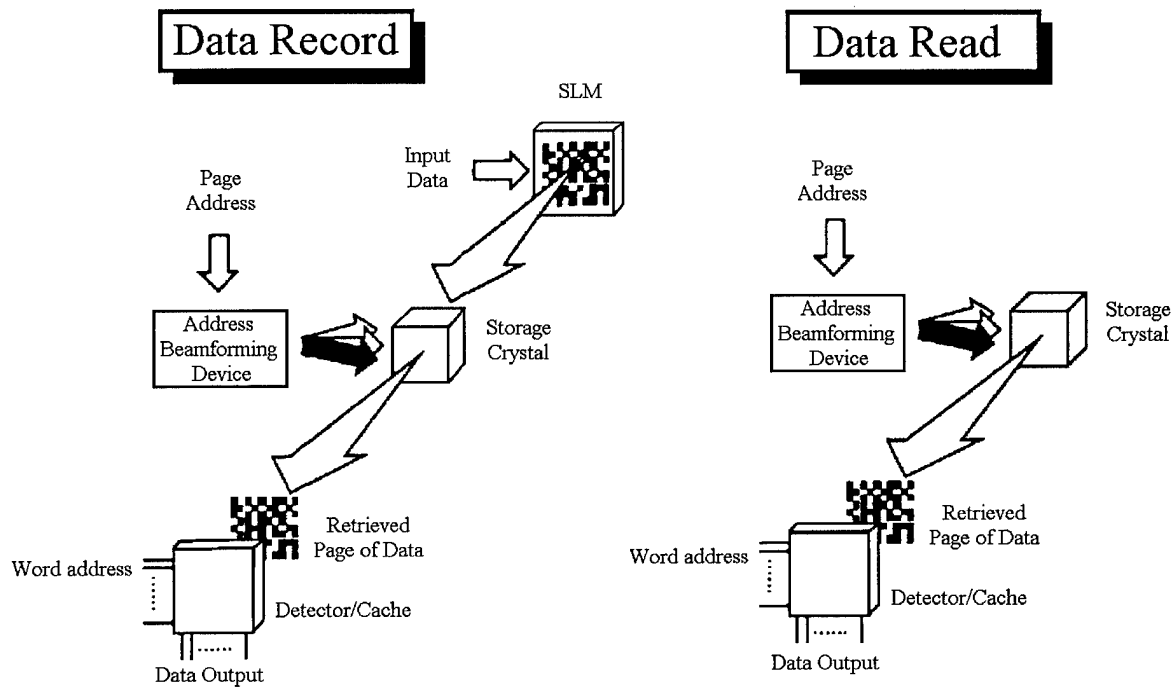 Data Record
SLM
Input
Data
Page
Address
Address
Beamforming
Device
Storage
Crystal
Retrieved
Page of Data
Word address
Detector/Cache
Data Output
Data Read
Page
Address
Address
Beamforming
Device
Storage
Crystal
Retrieved
Page of Data
Word address
Detector/Cache
Data Output